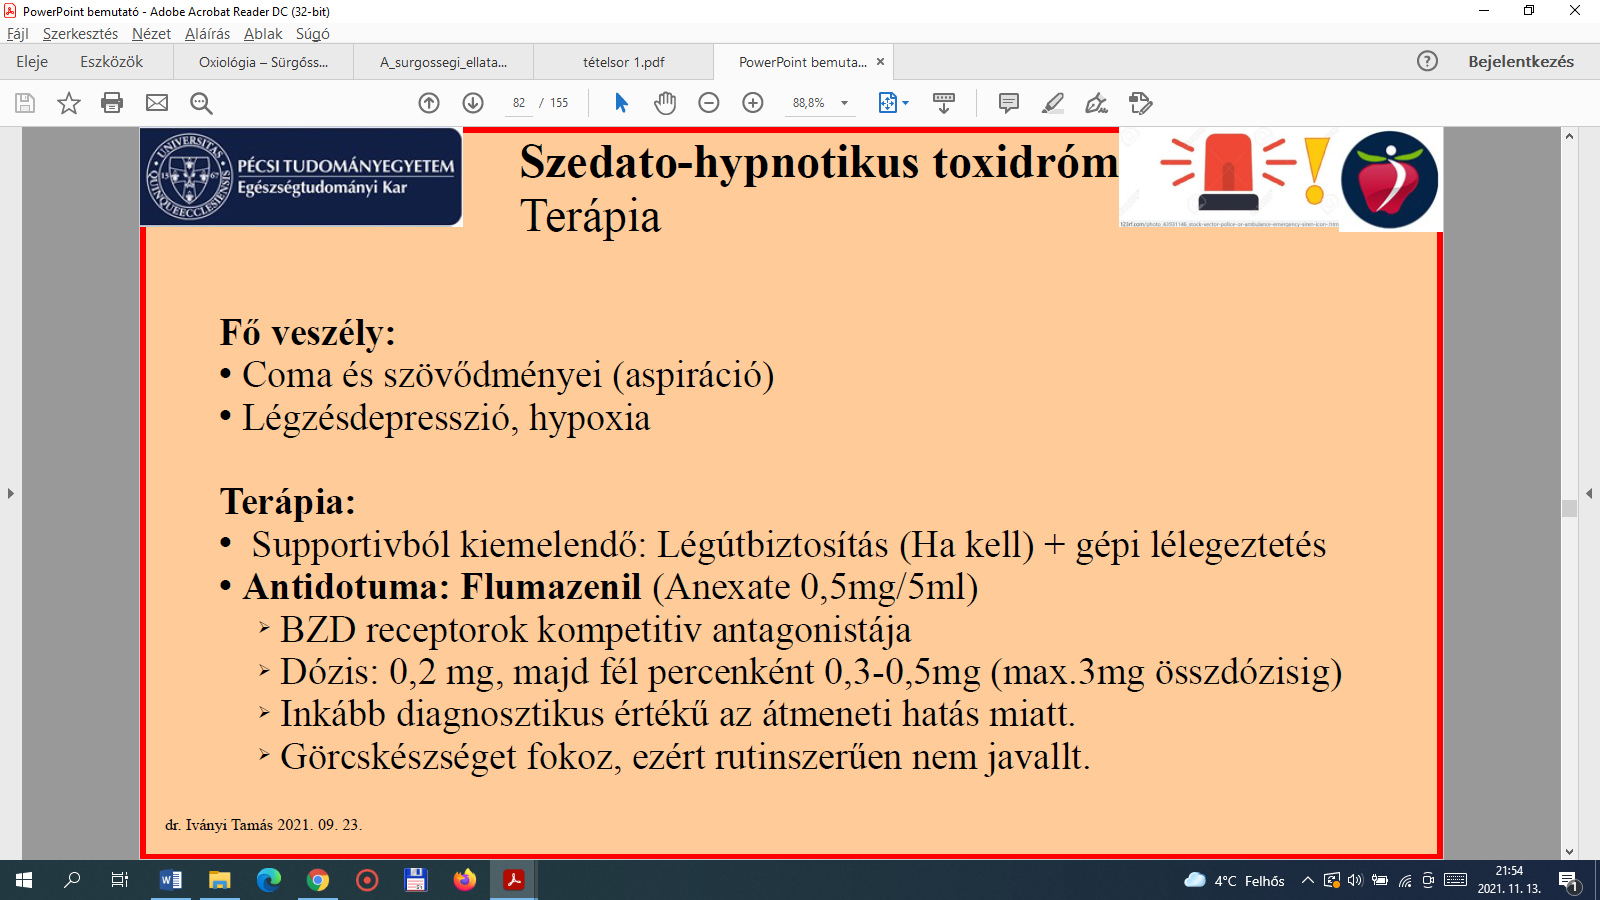 PowerPoint bemutató - Adobe Acrobat Reader DC (32-bit)
Fájl Szerkesztés Nézet Aláírás Ablak Súgó
Eleje Eszközök Oxiológia – Sürgőss... A_surgossegi_ellata... tételsor 1.pdf PowerPoint bemuta... × ? Bejelentkezés
82 / 155 88,8%
UNIVERSITAS QUINQUEECCLESIENSIS 1367
PÉCSI TUDOMÁNYEGYETEM
Egészségtudományi Kar
Szedato-hypnotikus toxidróm
Terápia
Fő veszély:
• Coma és szövődményei (aspiráció)
• Légzésdepresszió, hypoxia
Terápia:
• Supportivból kiemelendő: Légútbiztosítás (Ha kell) + gépi lélegeztetés
• Antidotuma: Flumazenil (Anexate 0,5mg/5ml)
➢ BZD receptorok kompetitiv antagonistája
➢ Dózis: 0,2 mg, majd fél percenként 0,3-0,5mg (max.3mg összdózisig)
➢ Inkább diagnosztikus értékű az átmeneti hatás miatt.
➢ Görcskészséget fokoz, ezért rutinszerűen nem javallt.
dr. Iványi Tamás 2021. 09. 23.
4°C Felhős
21:54
2021. 11. 13.
1